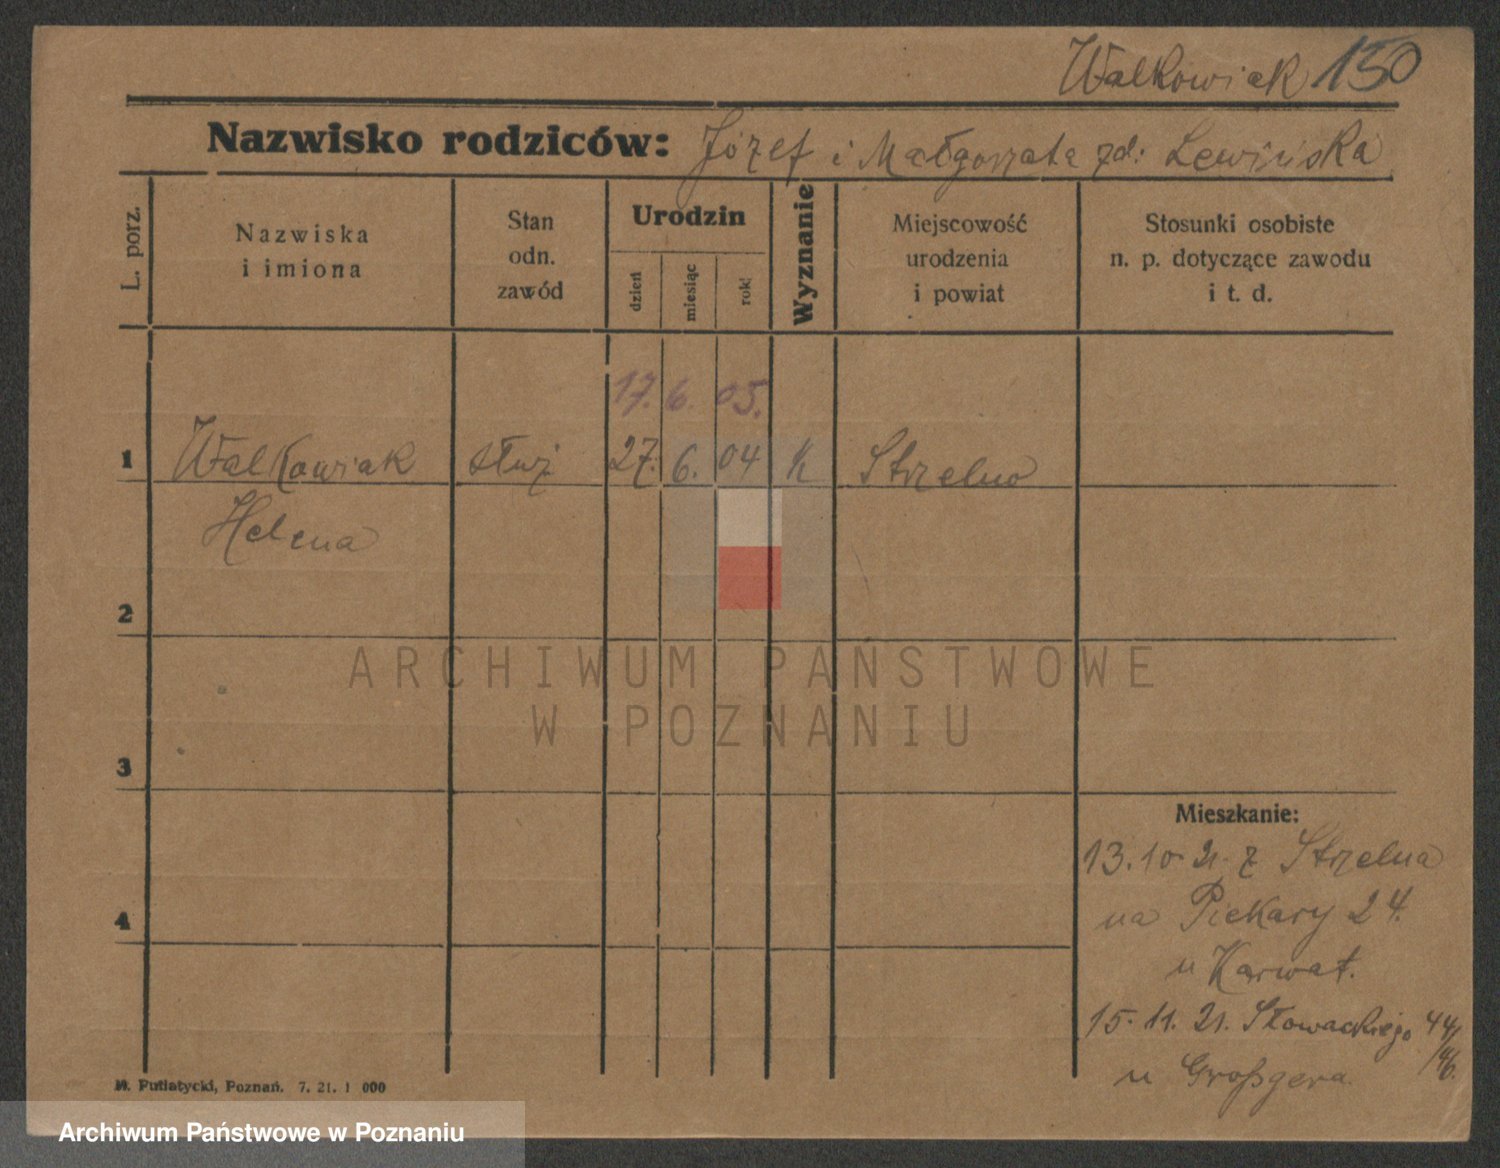 Walkowiak 150
Nazwisko rodziców: Józef i Małgorzata zd: Lewińska
L. porz.
Nazwiska
i imiona
Stan
odn.
zawód
Urodzin
dzień
miesiąc
rok
Wyznanie
Miejscowość
urodzenia
i powiat
Stosunki osobiste
n. p. dotyczące zawodu
i t. d.
17. 6. 05.
1 Walkowiak służ 27. 6. 04 K Strzelno
Helena
2
ARCHIWUM PAŃSTWOWE
W POZNANIU
3
Mieszkanie:
13.10.21. z Strzelna
na Piekary 24.
4
u Karwat.
15.11.21. Słowackiego 44/
u Großgera
M. Putiatycki, Poznań. 7. 21. 1 000
Archiwum Państwowe w Poznaniu